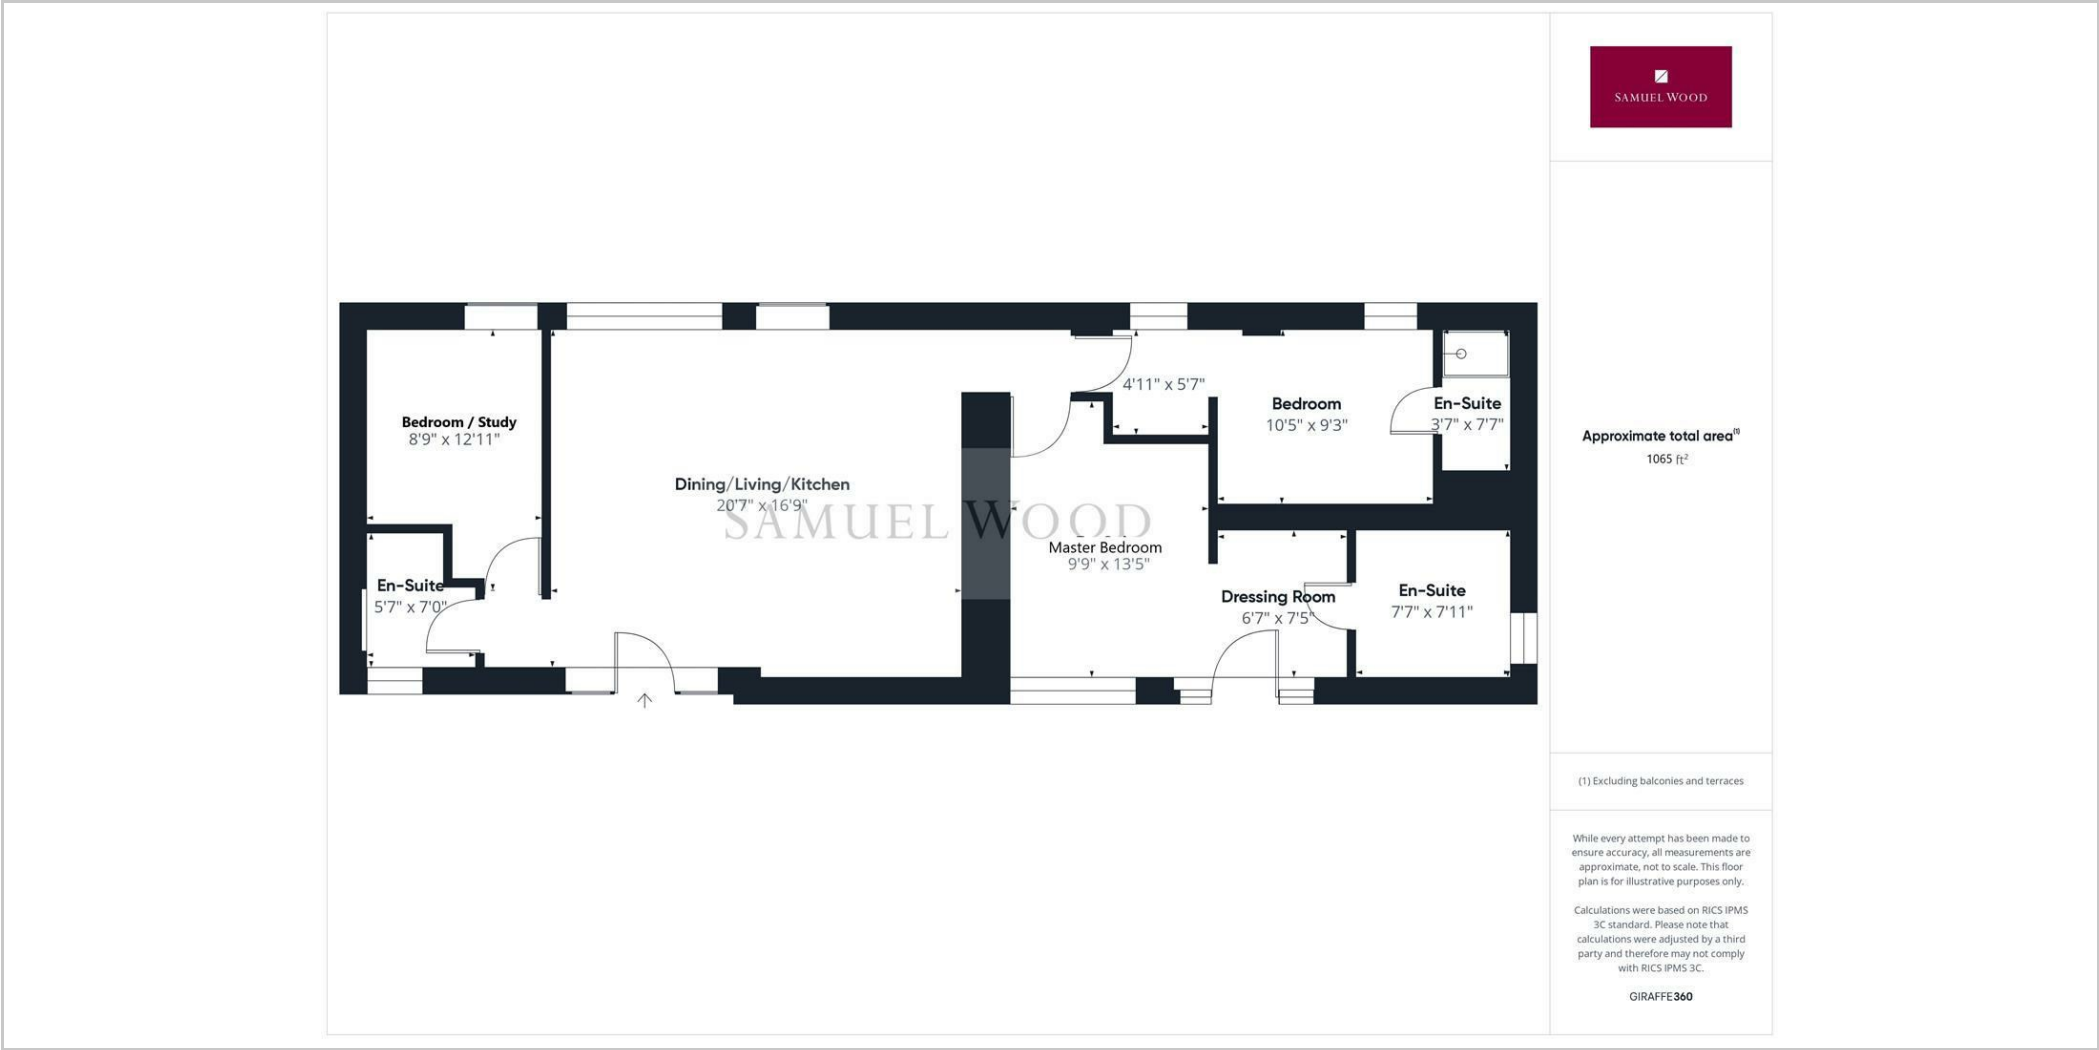 SAMUEL WOOD
4'11" x 5'7"
Bedroom
10'5" x 9'3"
En-Suite
3'7" x 7'7"
Bedroom / Study
8'9" x 12'11"
Dining/Living/Kitchen
20'7" x 16'9"
SAMUEL WOOD
Master Bedroom
9'9" x 13'5"
En-Suite
5'7" x 7'0"
Dressing Room
6'7" x 7'5"
En-Suite
7'7" x 7'11"
Approximate total area(1)
1065 ft²
(1) Excluding balconies and terraces
While every attempt has been made to
ensure accuracy, all measurements are
approximate, not to scale. This floor
plan is for illustrative purposes only.
Calculations were based on RICS IPMS
3C standard. Please note that
calculations were adjusted by a third
party and therefore may not comply
with RICS IPMS 3C.
GIRAFFE360